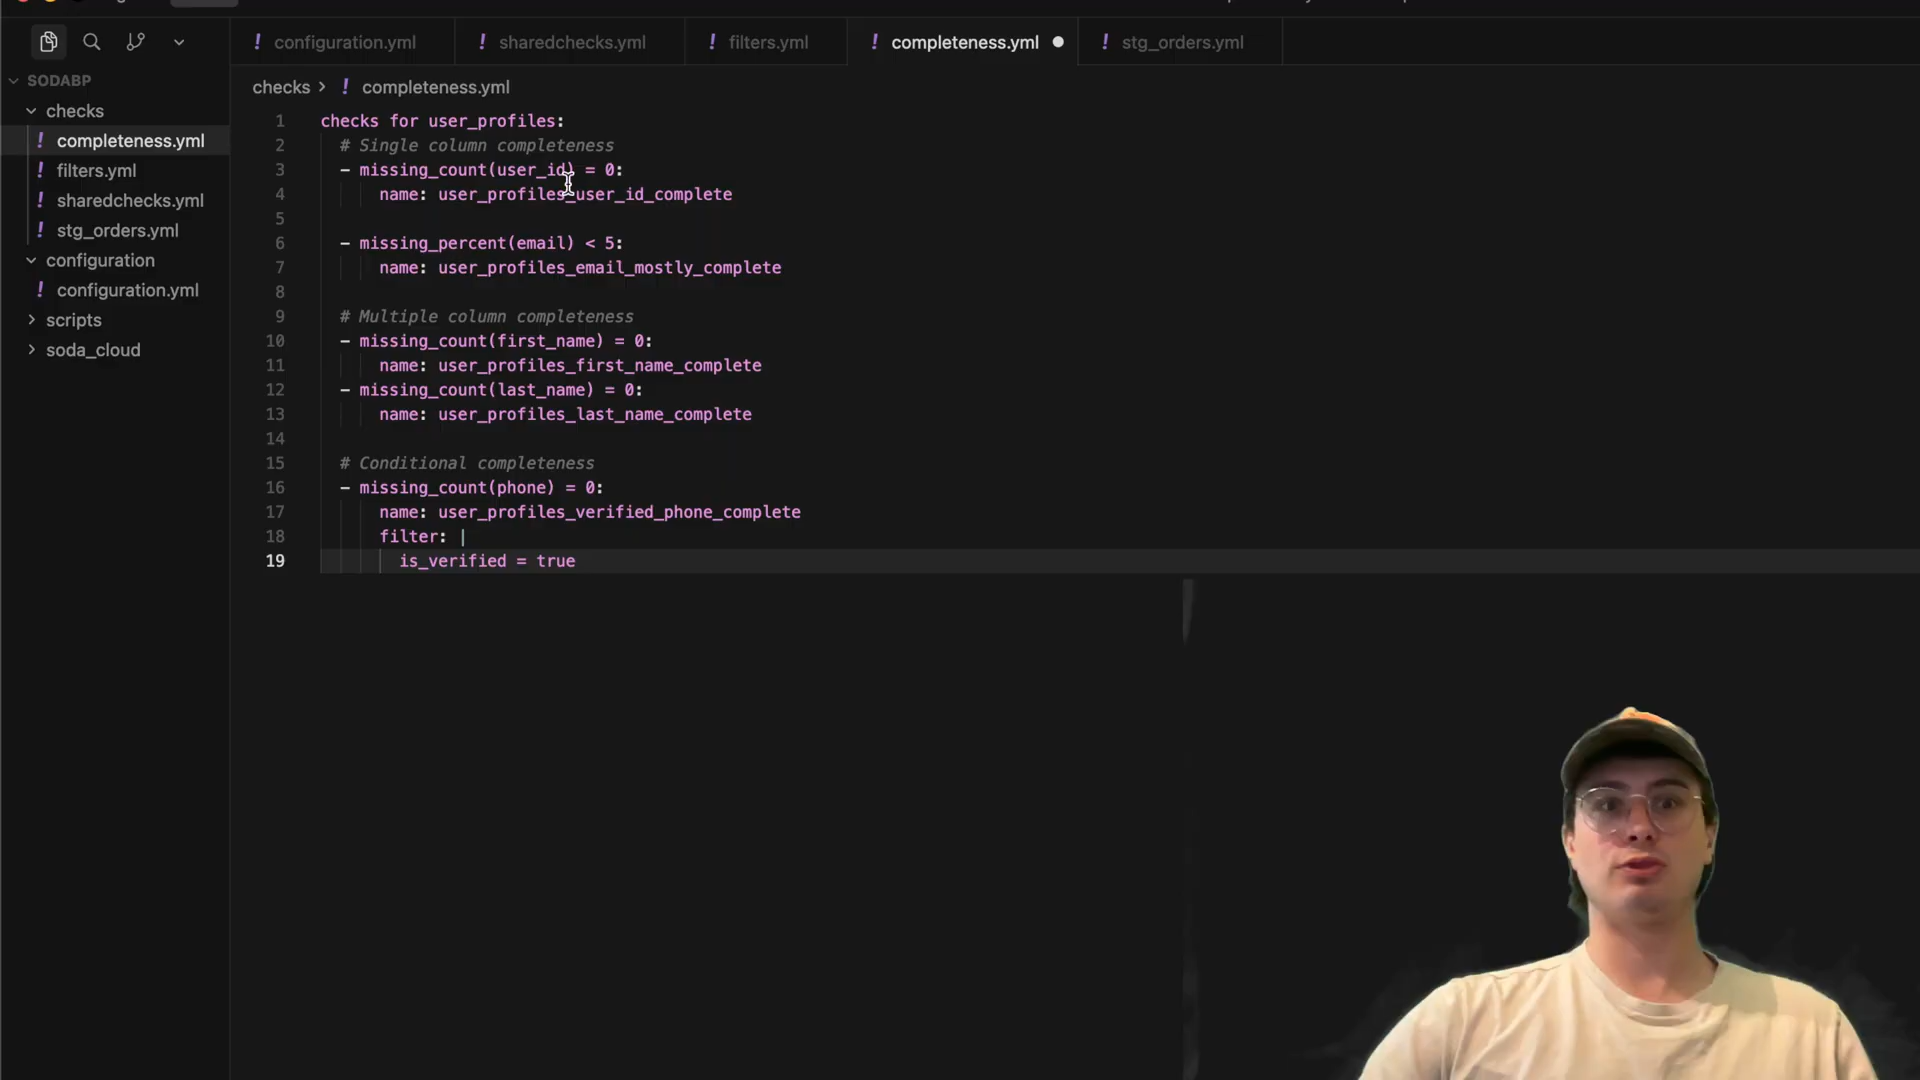 configuration.yml
sharedchecks.yml
filters.yml
completeness.yml
stg_orders.yml
SODABP
checks
completeness.yml
filters.yml
sharedchecks.yml
stg_orders.yml
configuration
configuration.yml
scripts
soda_cloud
checks > ! completeness.yml
1 checks for user_profiles:
2 # Single column completeness
3 - missing_count(user_id) = 0:
4 name: user_profiles_user_id_complete
5
6 - missing_percent(email) < 5:
7 name: user_profiles_email_mostly_complete
8
9 # Multiple column completeness
10 - missing_count(first_name) = 0:
11 name: user_profiles_first_name_complete
12 - missing_count(last_name) = 0:
13 name: user_profiles_last_name_complete
14
15 # Conditional completeness
16 - missing_count(phone) = 0:
17 name: user_profiles_verified_phone_complete
18 filter: |
19 is_verified = true